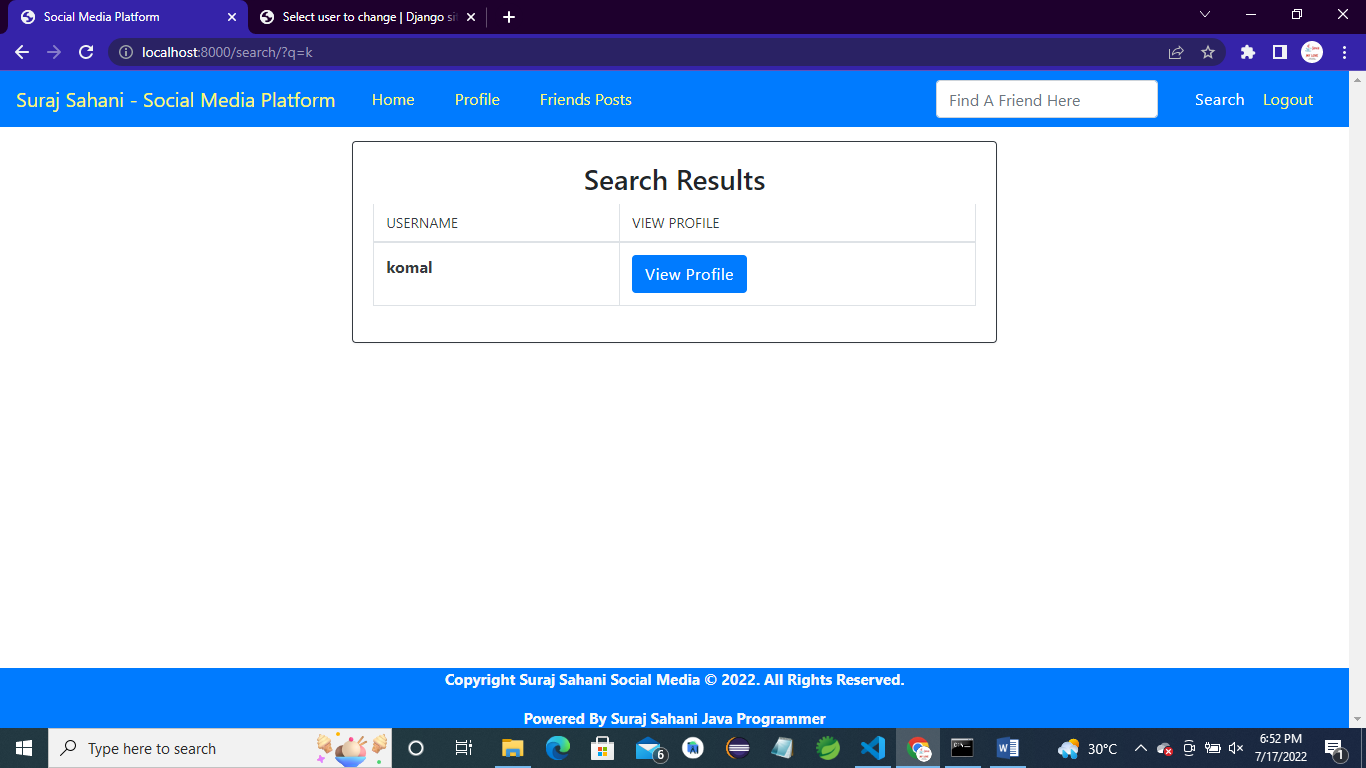 Social Media Platform
Select user to change | Django si
localhost:8000/search/?q=k
Suraj Sahani - Social Media Platform Home Profile Friends Posts Find A Friend Here Search Logout
Search Results
USERNAME VIEW PROFILE
komal View Profile
Copyright Suraj Sahani Social Media © 2022. All Rights Reserved.
Powered By Suraj Sahani Java Programmer
Type here to search
6
30°C
6:52 PM
7/17/2022
1